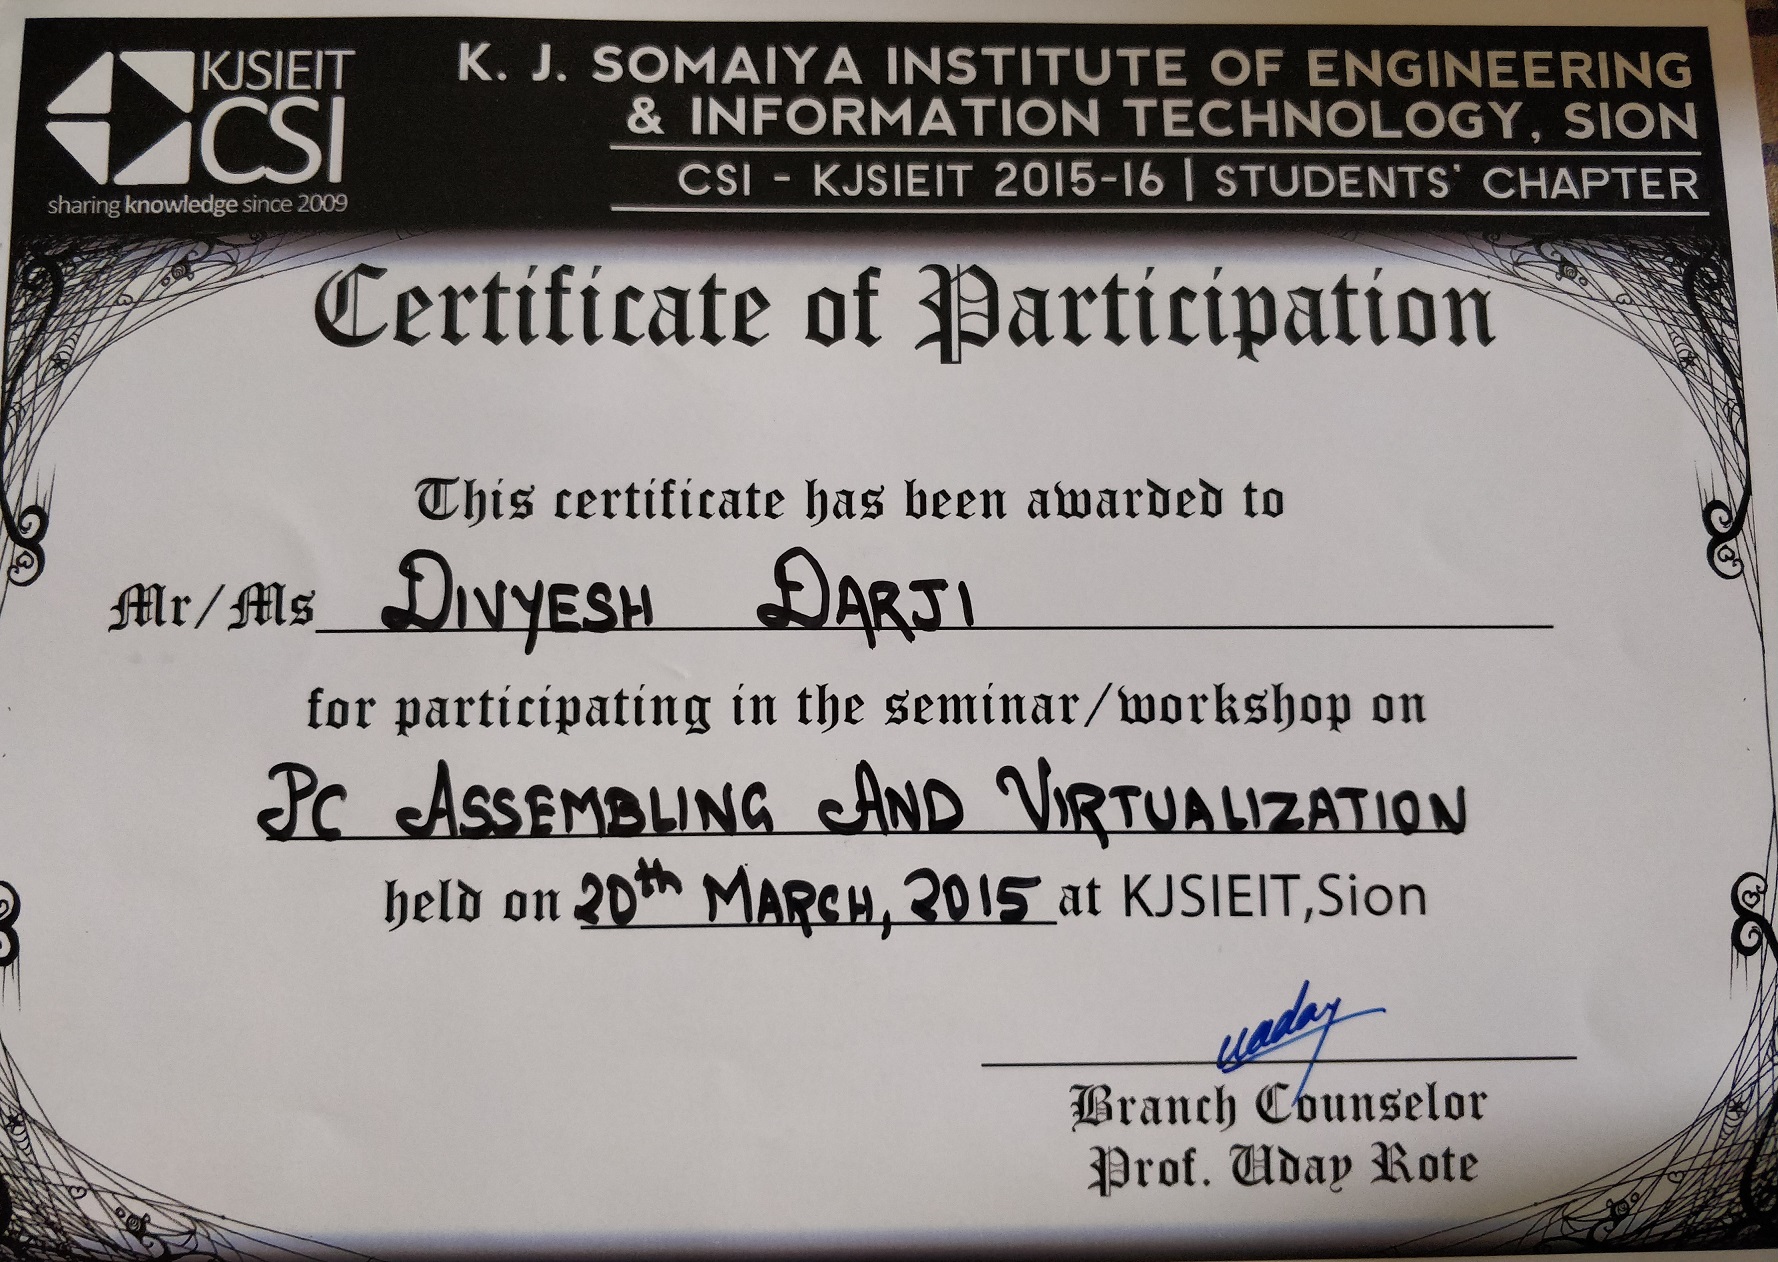 KJSIEIT
CSI
sharing knowledge since 2009
K. J. SOMAIYA INSTITUTE OF ENGINEERING
& INFORMATION TECHNOLOGY, SION
CSI - KJSIEIT 2015-16 | STUDENTS' CHAPTER
Certificate of Participation
This certificate has been awarded to
Mr/Ms DIVYESH DARJI
for participating in the seminar/workshop on
PC ASSEMBLING AND VIRTUALIZATION
held on 20th MARCH, 2015 at KJSIEIT,Sion
uaday
Branch Counselor
Prof. Uday Rote